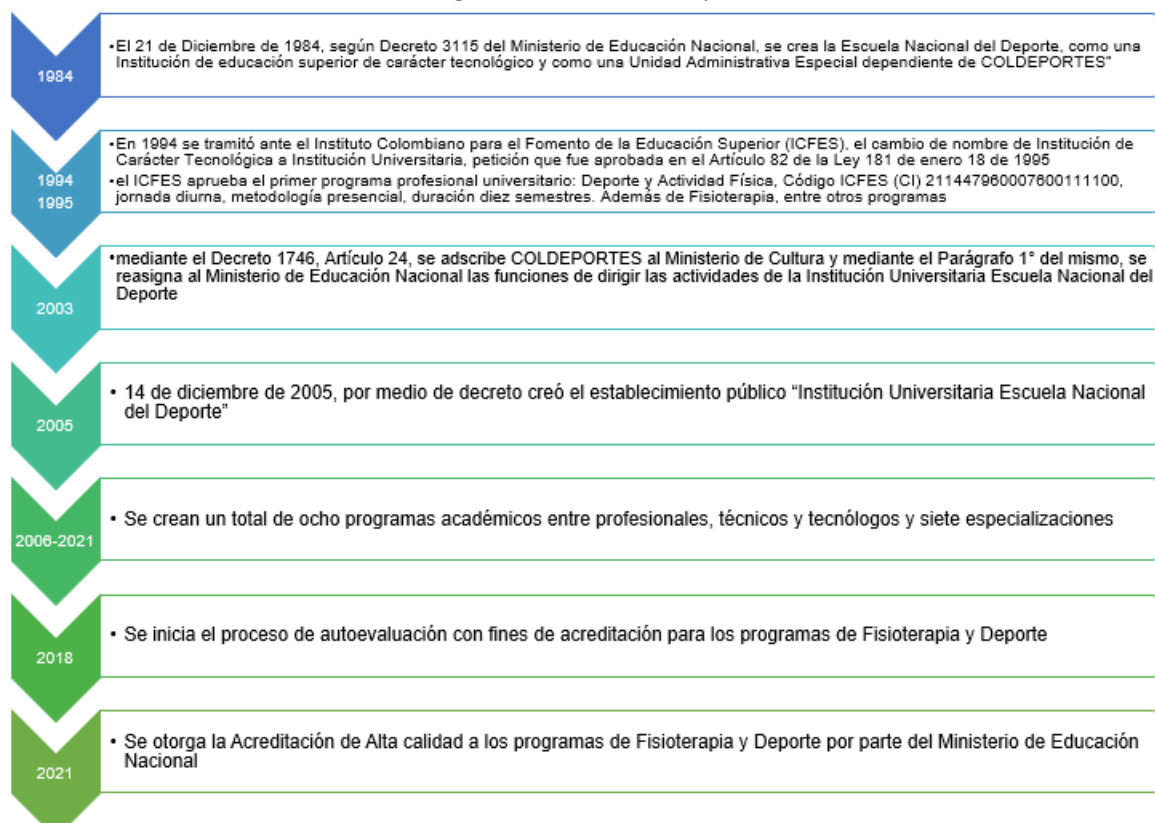 1984
•El 21 de Diciembre de 1984, según Decreto 3115 del Ministerio de Educación Nacional, se crea la Escuela Nacional del Deporte, como una
Institución de educación superior de carácter tecnológico y como una Unidad Administrativa Especial dependiente de COLDEPORTES"
1994
1995
•En 1994 se tramitó ante el Instituto Colombiano para el Fomento de la Educación Superior (ICFES), el cambio de nombre de Institución de
Carácter Tecnológica a Institución Universitaria, petición que fue aprobada en el Artículo 82 de la Ley 181 de enero 18 de 1995
•el ICFES aprueba el primer programa profesional universitario: Deporte y Actividad Física, Código ICFES (CI) 211447960007600111100,
jornada diurna, metodología presencial, duración diez semestres. Además de Fisioterapia, entre otros programas
2003
•mediante el Decreto 1746, Artículo 24, se adscribe COLDEPORTES al Ministerio de Cultura y mediante el Parágrafo 1° del mismo, se
reasigna al Ministerio de Educación Nacional las funciones de dirigir las actividades de la Institución Universitaria Escuela Nacional del
Deporte
2005
• 14 de diciembre de 2005, por medio de decreto creó el establecimiento público “Institución Universitaria Escuela Nacional
del Deporte”
2006-2021
• Se crean un total de ocho programas académicos entre profesionales, técnicos y tecnólogos y siete especializaciones
2018
• Se inicia el proceso de autoevaluación con fines de acreditación para los programas de Fisioterapia y Deporte
2021
• Se otorga la Acreditación de Alta calidad a los programas de Fisioterapia y Deporte por parte del Ministerio de Educación
Nacional